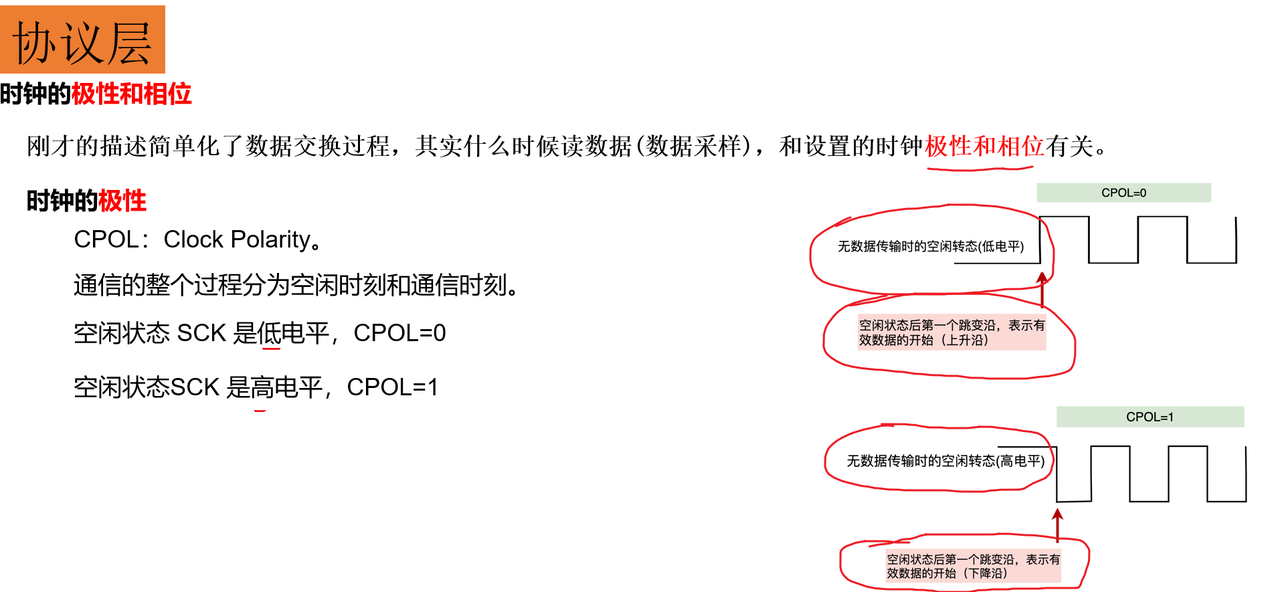 协议层
时钟的极性和相位
刚才的描述简单化了数据交换过程，其实什么时候读数据(数据采样)，和设置的时钟极性和相位有关。
时钟的极性
CPOL：Clock Polarity。
通信的整个过程分为空闲时刻和通信时刻。
空闲状态 SCK 是低电平，CPOL=0
空闲状态SCK 是高电平，CPOL=1
CPOL=0
无数据传输时的空闲转态(低电平)
空闲状态后第一个跳变沿，表示有
效数据的开始（上升沿）
CPOL=1
无数据传输时的空闲转态(高电平)
空闲状态后第一个跳变沿，表示有
效数据的开始（下降沿）